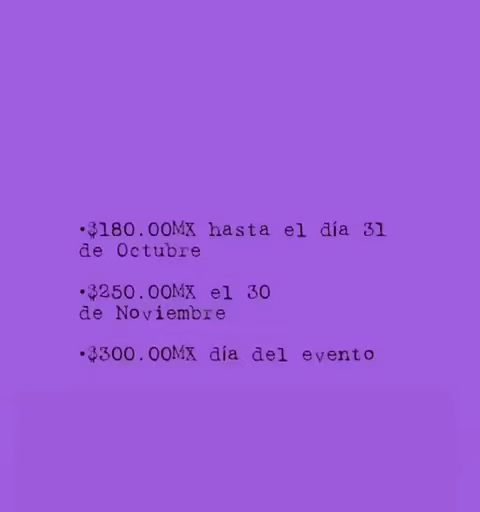 •$180.00MX hasta el día 31
de Octubre
•$250.00MX el 30
de Noviembre
•$300.00MX día del evento